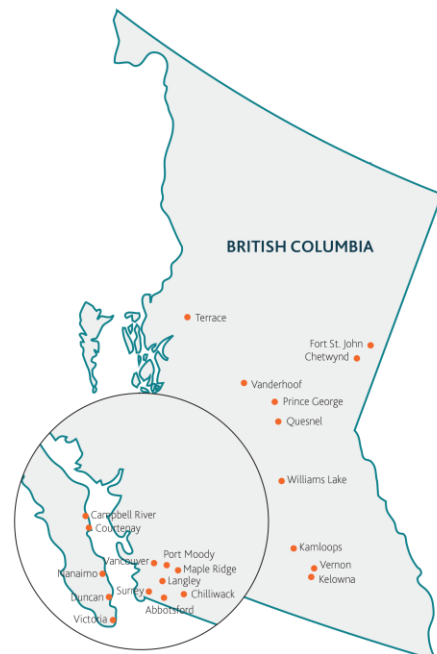 BRITISH COLUMBIA
Terrace
Fort St. John
Chetwynd
Vanderhoof
Prince George
Quesnel
Williams Lake
Campbell River
Courtenay
Kamloops
Vancouver
Port Moody
Maple Ridge
Vernon
Nanaimo
Kelowna
Langley
Surrey
Chilliwack
Duncan
Abbotsford
Victoria